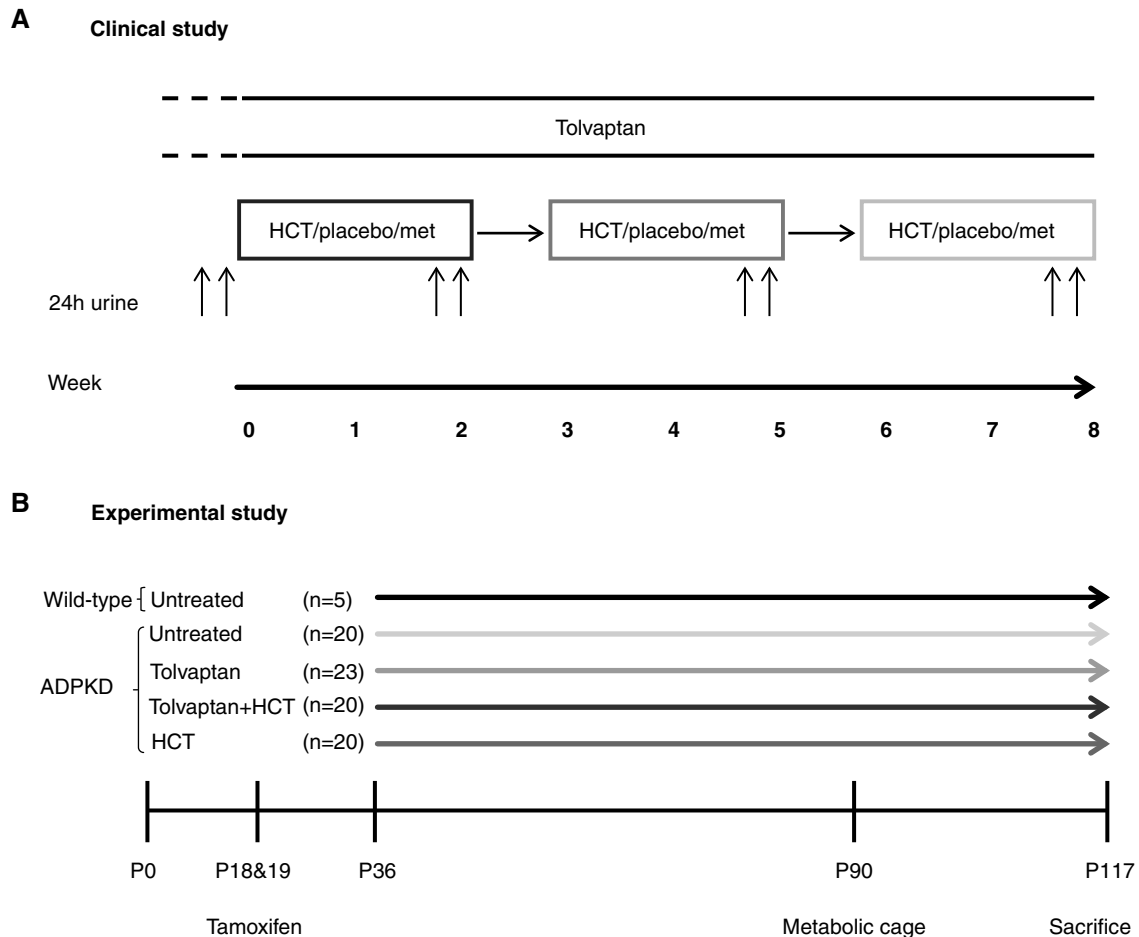 A
Clinical study
Tolvaptan
HCT/placebo/met HCT/placebo/met HCT/placebo/met
24h urine
Week
0 1 2 3 4 5 6 7 8
B
Experimental study
Wild-type Untreated (n=5)
Untreated (n=20)
ADPKD
Tolvaptan (n=23)
Tolvaptan+HCT (n=20)
HCT (n=20)
P0 P18&19 P36 P90 P117
Tamoxifen Metabolic cage Sacrifice